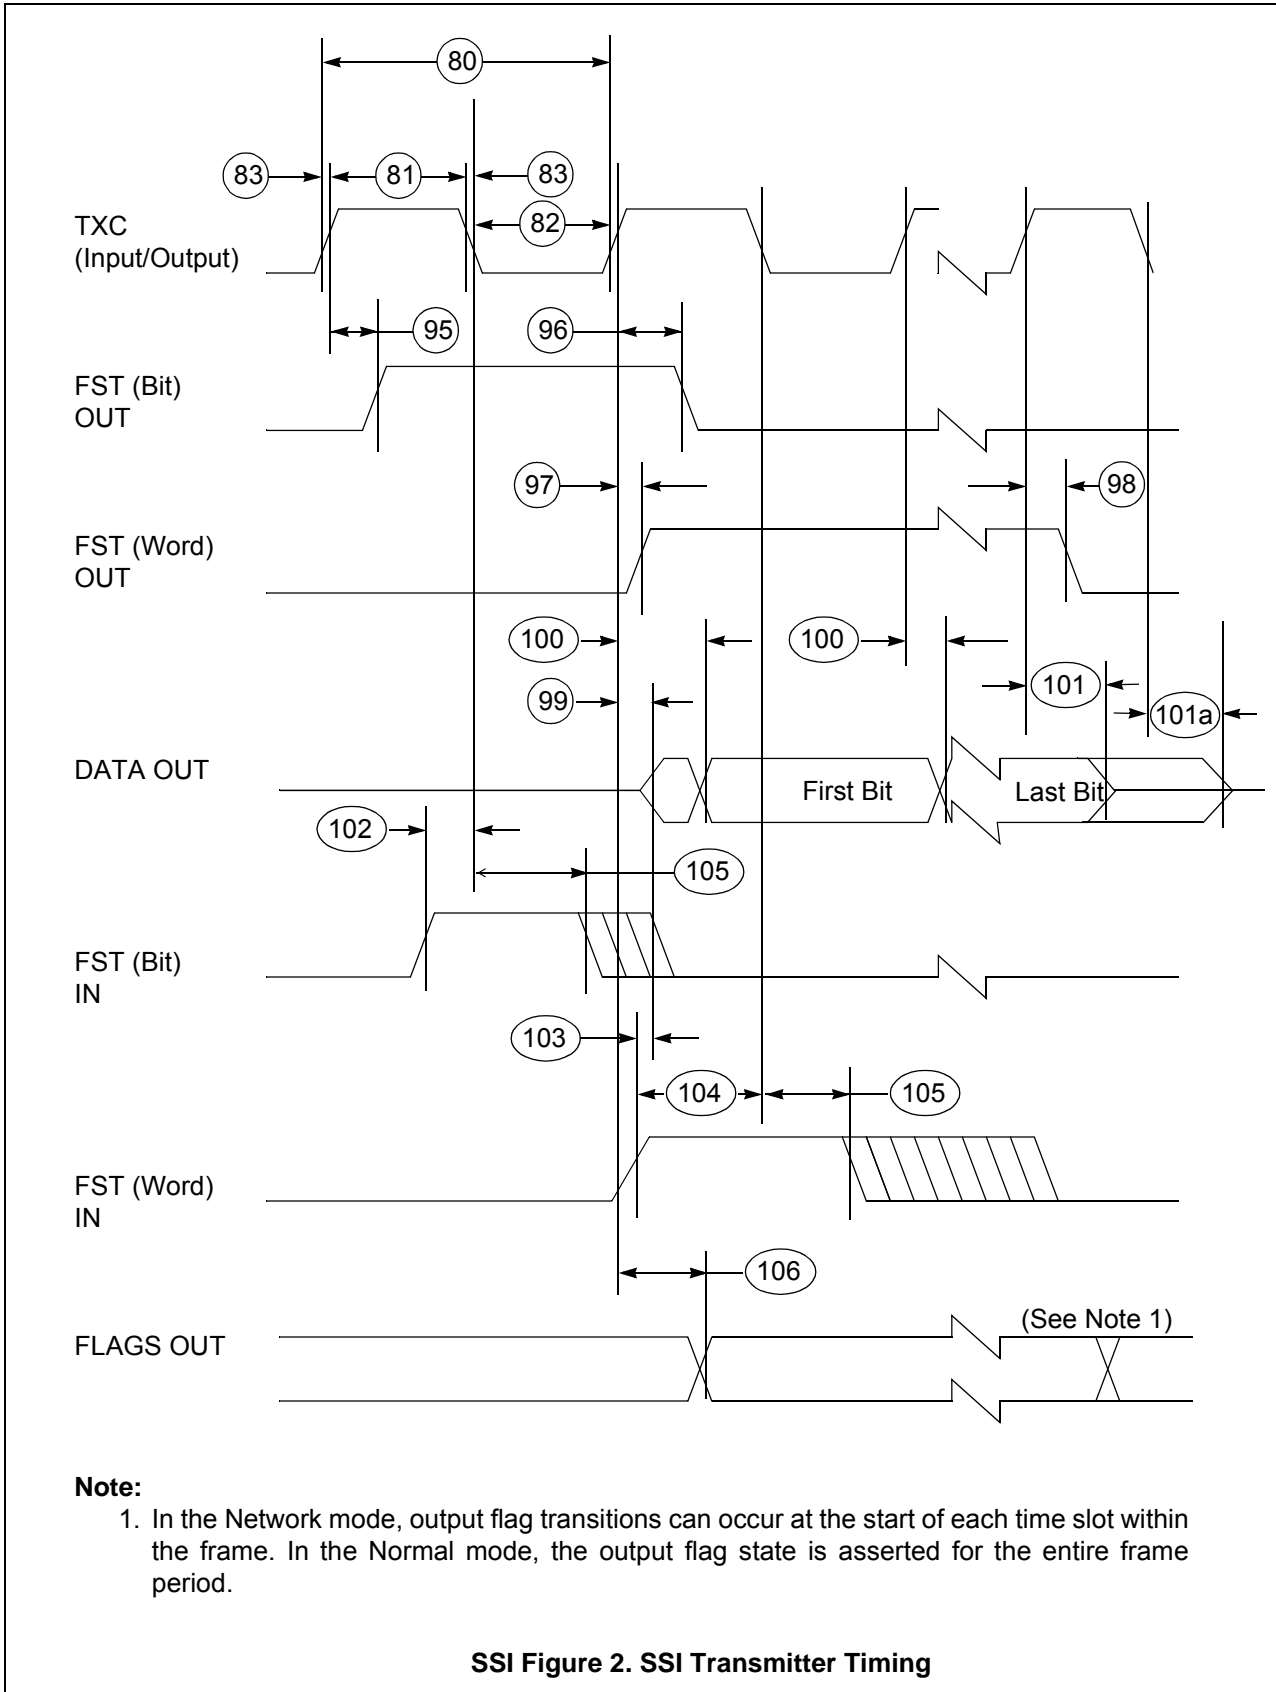 80
83
81
83
82
TXC
(Input/Output)
95
96
FST (Bit)
OUT
97
98
FST (Word)
OUT
100
100
101
99
101a
DATA OUT
First Bit
Last Bit
102
105
FST (Bit)
IN
103
104
105
FST (Word)
IN
106
(See Note 1)
FLAGS OUT
Note:
1. In the Network mode, output flag transitions can occur at the start of each time slot within
the frame. In the Normal mode, the output flag state is asserted for the entire frame
period.
SSI Figure 2. SSI Transmitter Timing